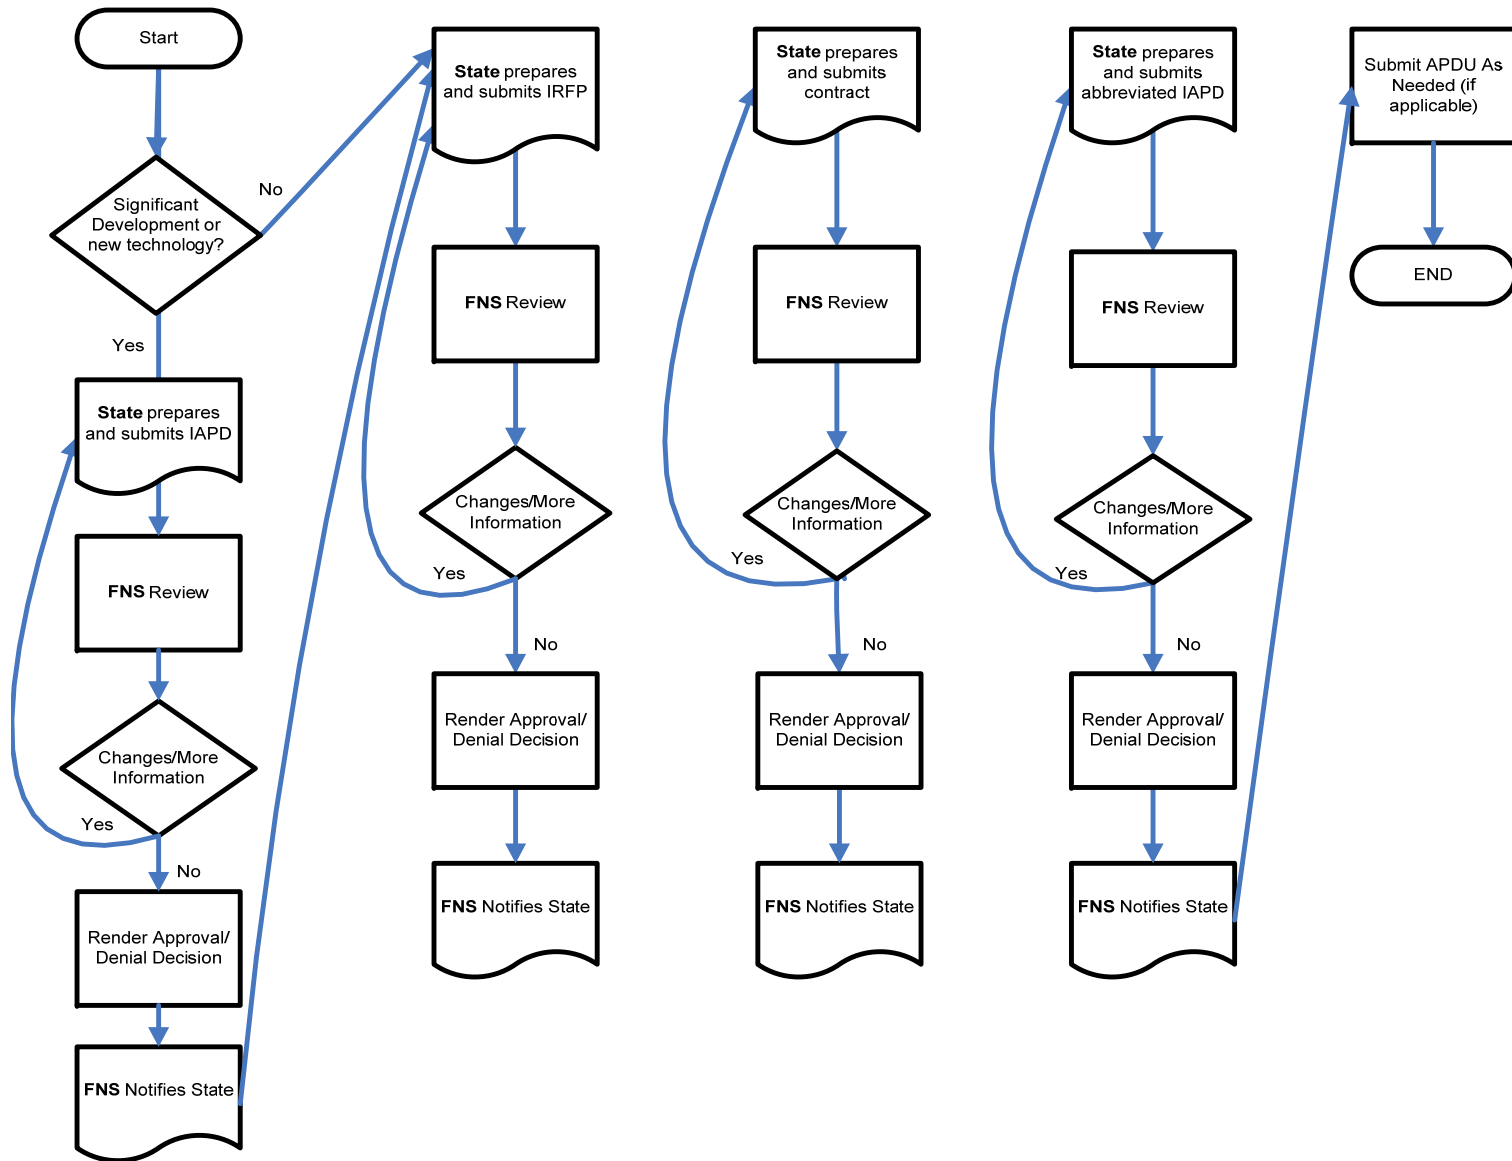 Start
Significant
Development or
new technology?
No
Yes
State prepares
and submits IAPD
FNS Review
Changes/More
Information
Yes
No
Render Approval/
Denial Decision
FNS Notifies State
State prepares
and submits IRFP
FNS Review
Changes/More
Information
Yes
No
Render Approval/
Denial Decision
FNS Notifies State
State prepares
and submits
contract
FNS Review
Changes/More
Information
Yes
No
Render Approval/
Denial Decision
FNS Notifies State
State prepares
and submits
abbreviated IAPD
FNS Review
Changes/More
Information
Yes
No
Render Approval/
Denial Decision
FNS Notifies State
Submit APDU As
Needed (if
applicable)
END